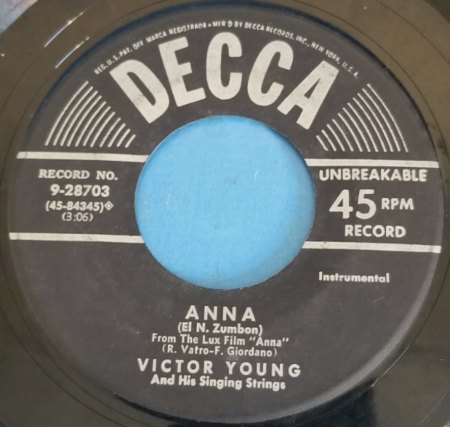 REG. U.S. PAT. OFF. MARCA REGISTRADA • MF'R D BY DECCA RECORDS, INC., NEW YORK, U.S.A.
DECCA
RECORD NO.
9-28703
(45-84345)
(3:06)
UNBREAKABLE
45 RPM
RECORD
Instrumental
ANNA
(El N. Zumbon)
From The Lux Film "Anna"
(R. Vatro-F. Giordano)
VICTOR YOUNG
And His Singing Strings